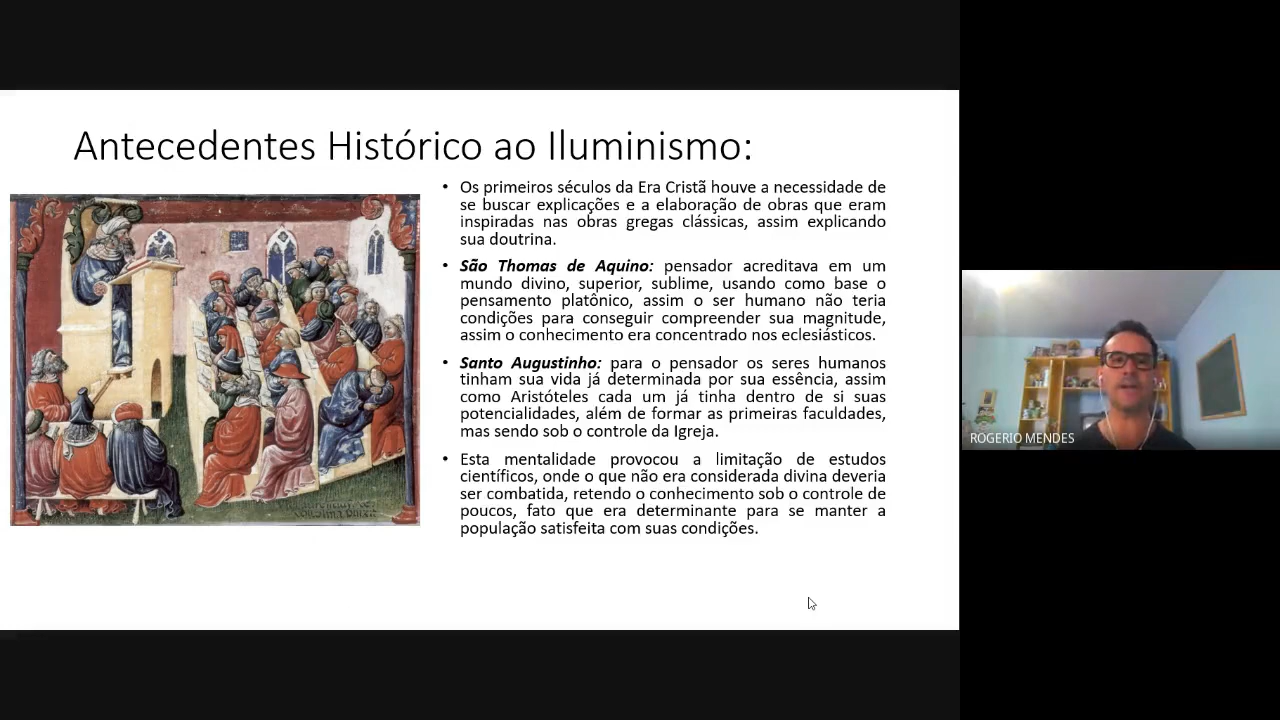 Antecedentes Histórico ao Iluminismo:
• Os primeiros séculos da Era Cristã houve a necessidade de
se buscar explicações e a elaboração de obras que eram
inspiradas nas obras gregas clássicas, assim explicando
sua doutrina.
• São Thomas de Aquino: pensador acreditava em um
mundo divino, superior, sublime, usando como base o
pensamento platônico, assim o ser humano não teria
condições para conseguir compreender sua magnitude,
assim o conhecimento era concentrado nos eclesiásticos.
• Santo Augustinho: para o pensador os seres humanos
tinham sua vida já determinada por sua essência, assim
como Aristóteles cada um já tinha dentro de si suas
potencialidades, além de formar as primeiras faculdades,
mas sendo sob o controle da Igreja.
• Esta mentalidade provocou a limitação de estudos
científicos, onde o que não era considerada divina deveria
ser combatida, retendo o conhecimento sob o controle de
poucos, fato que era determinante para se manter a
população satisfeita com suas condições.
ROGERIO MENDES